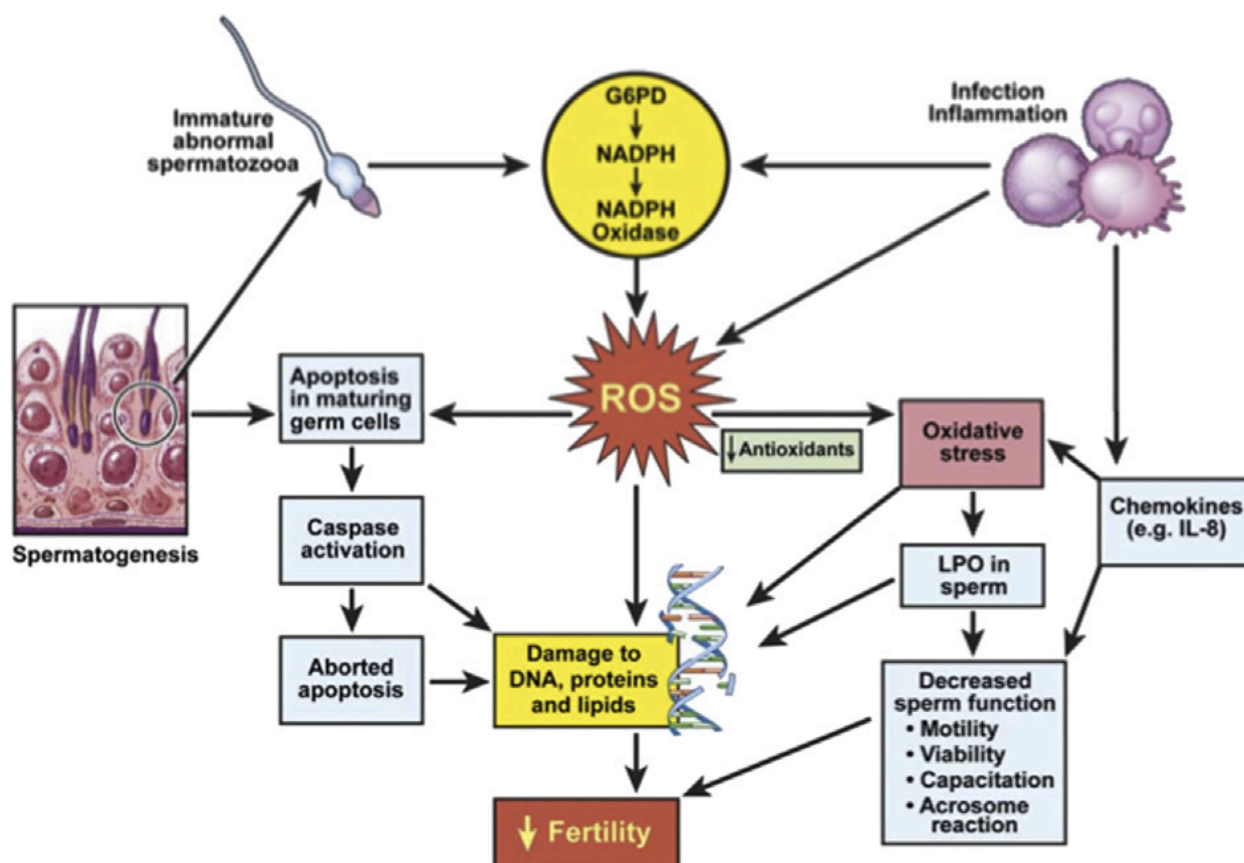 Immature
abnormal
spermatozooa
G6PD
NADPH
NADPH
Oxidase
Infection
Inflammation
Spermatogenesis
Apoptosis
in maturing
germ cells
ROS
↓ Antioxidants
Oxidative
stress
Chemokines
(e.g. IL-8)
Caspase
activation
LPO in
sperm
Aborted
apoptosis
Damage to
DNA, proteins
and lipids
Decreased
sperm function
• Motility
• Viability
• Capacitation
• Acrosome
reaction
↓ Fertility